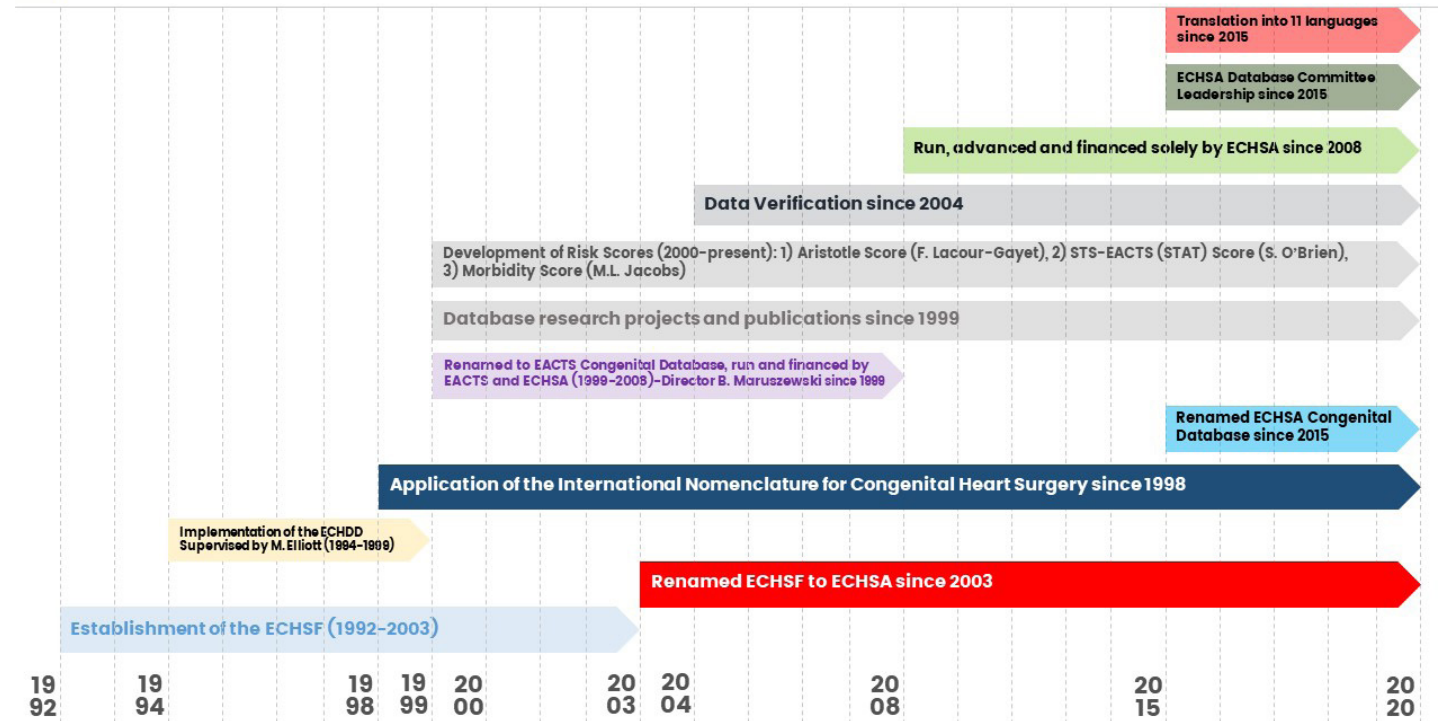 Translation into 11 languages
since 2015
ECHSA Database Committee
Leadership since 2015
Run, advanced and financed solely by ECHSA since 2008
Data Verification since 2004
Development of Risk Scores (2000-present): 1) Aristotle Score (F. Lacour-Gayet), 2) STS-EACTS (STAT) Score (S. O'Brien),
3) Morbidity Score (M.L. Jacobs)
Database research projects and publications since 1999
Renamed to EACTS Congenital Database, run and financed by
EACTS and ECHSA (1999-2008)-Director B. Maruszewski since 1999
Renamed ECHSA Congenital
Database since 2015
Application of the International Nomenclature for Congenital Heart Surgery since 1998
Implementation of the ECHDD
Supervised by M. Elliott (1994-1999)
Renamed ECHSF to ECHSA since 2003
Establishment of the ECHSF (1992-2003)
19 19 19 19 20 20 20 20 20 20
92 94 98 99 00 03 04 08 15 20